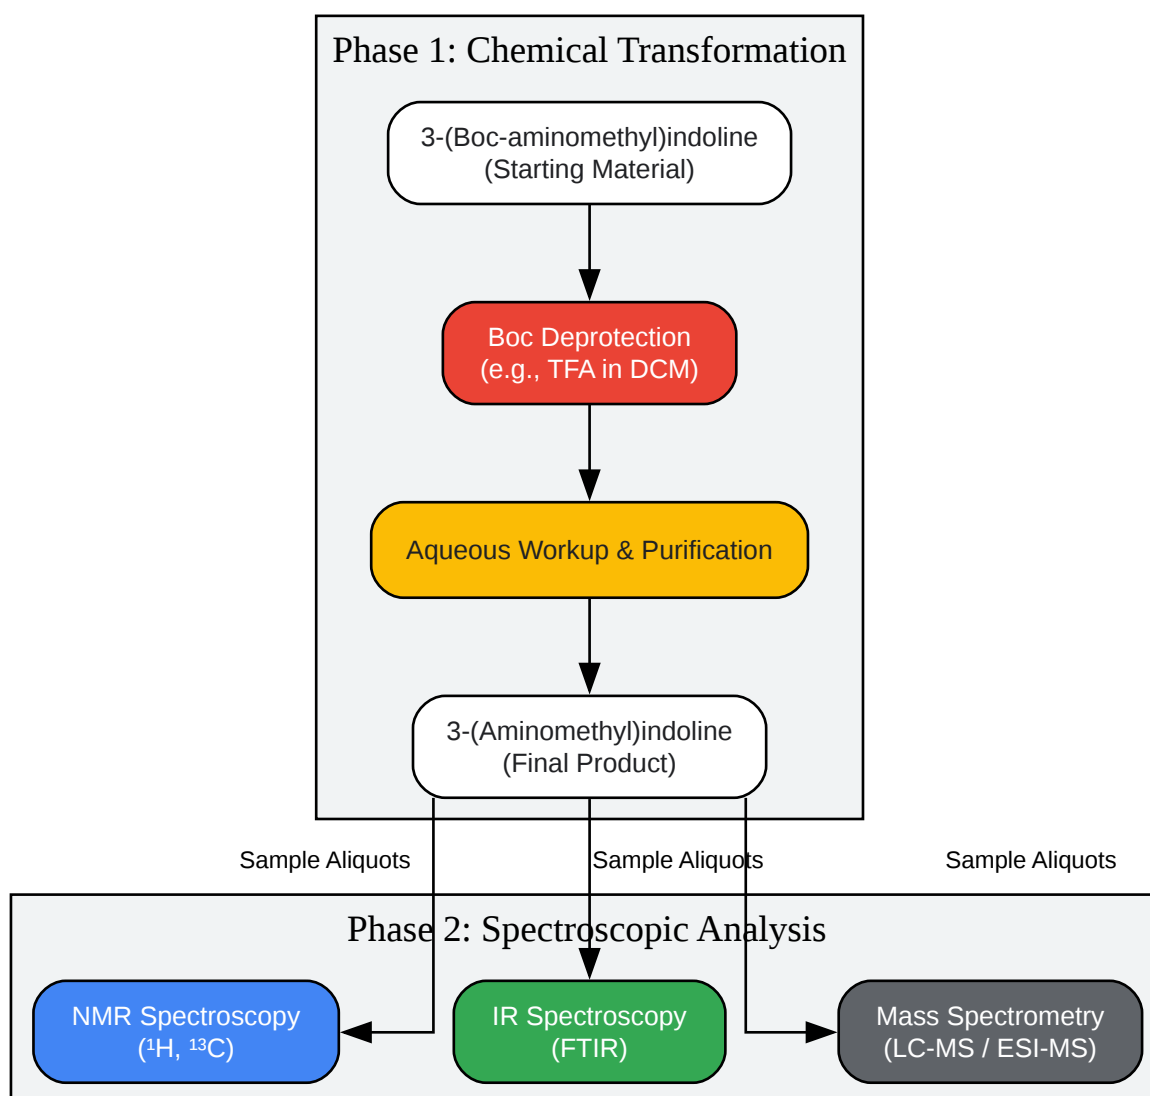 Phase 1: Chemical Transformation
3-(Boc-aminomethyl)indoline
(Starting Material)
Boc Deprotection
(e.g., TFA in DCM)
Aqueous Workup & Purification
3-(Aminomethyl)indoline
(Final Product)
Sample Aliquots
Sample Aliquots
Sample Aliquots
Phase 2: Spectroscopic Analysis
NMR Spectroscopy
(¹H, ¹³C)
IR Spectroscopy
(FTIR)
Mass Spectrometry
(LC-MS / ESI-MS)